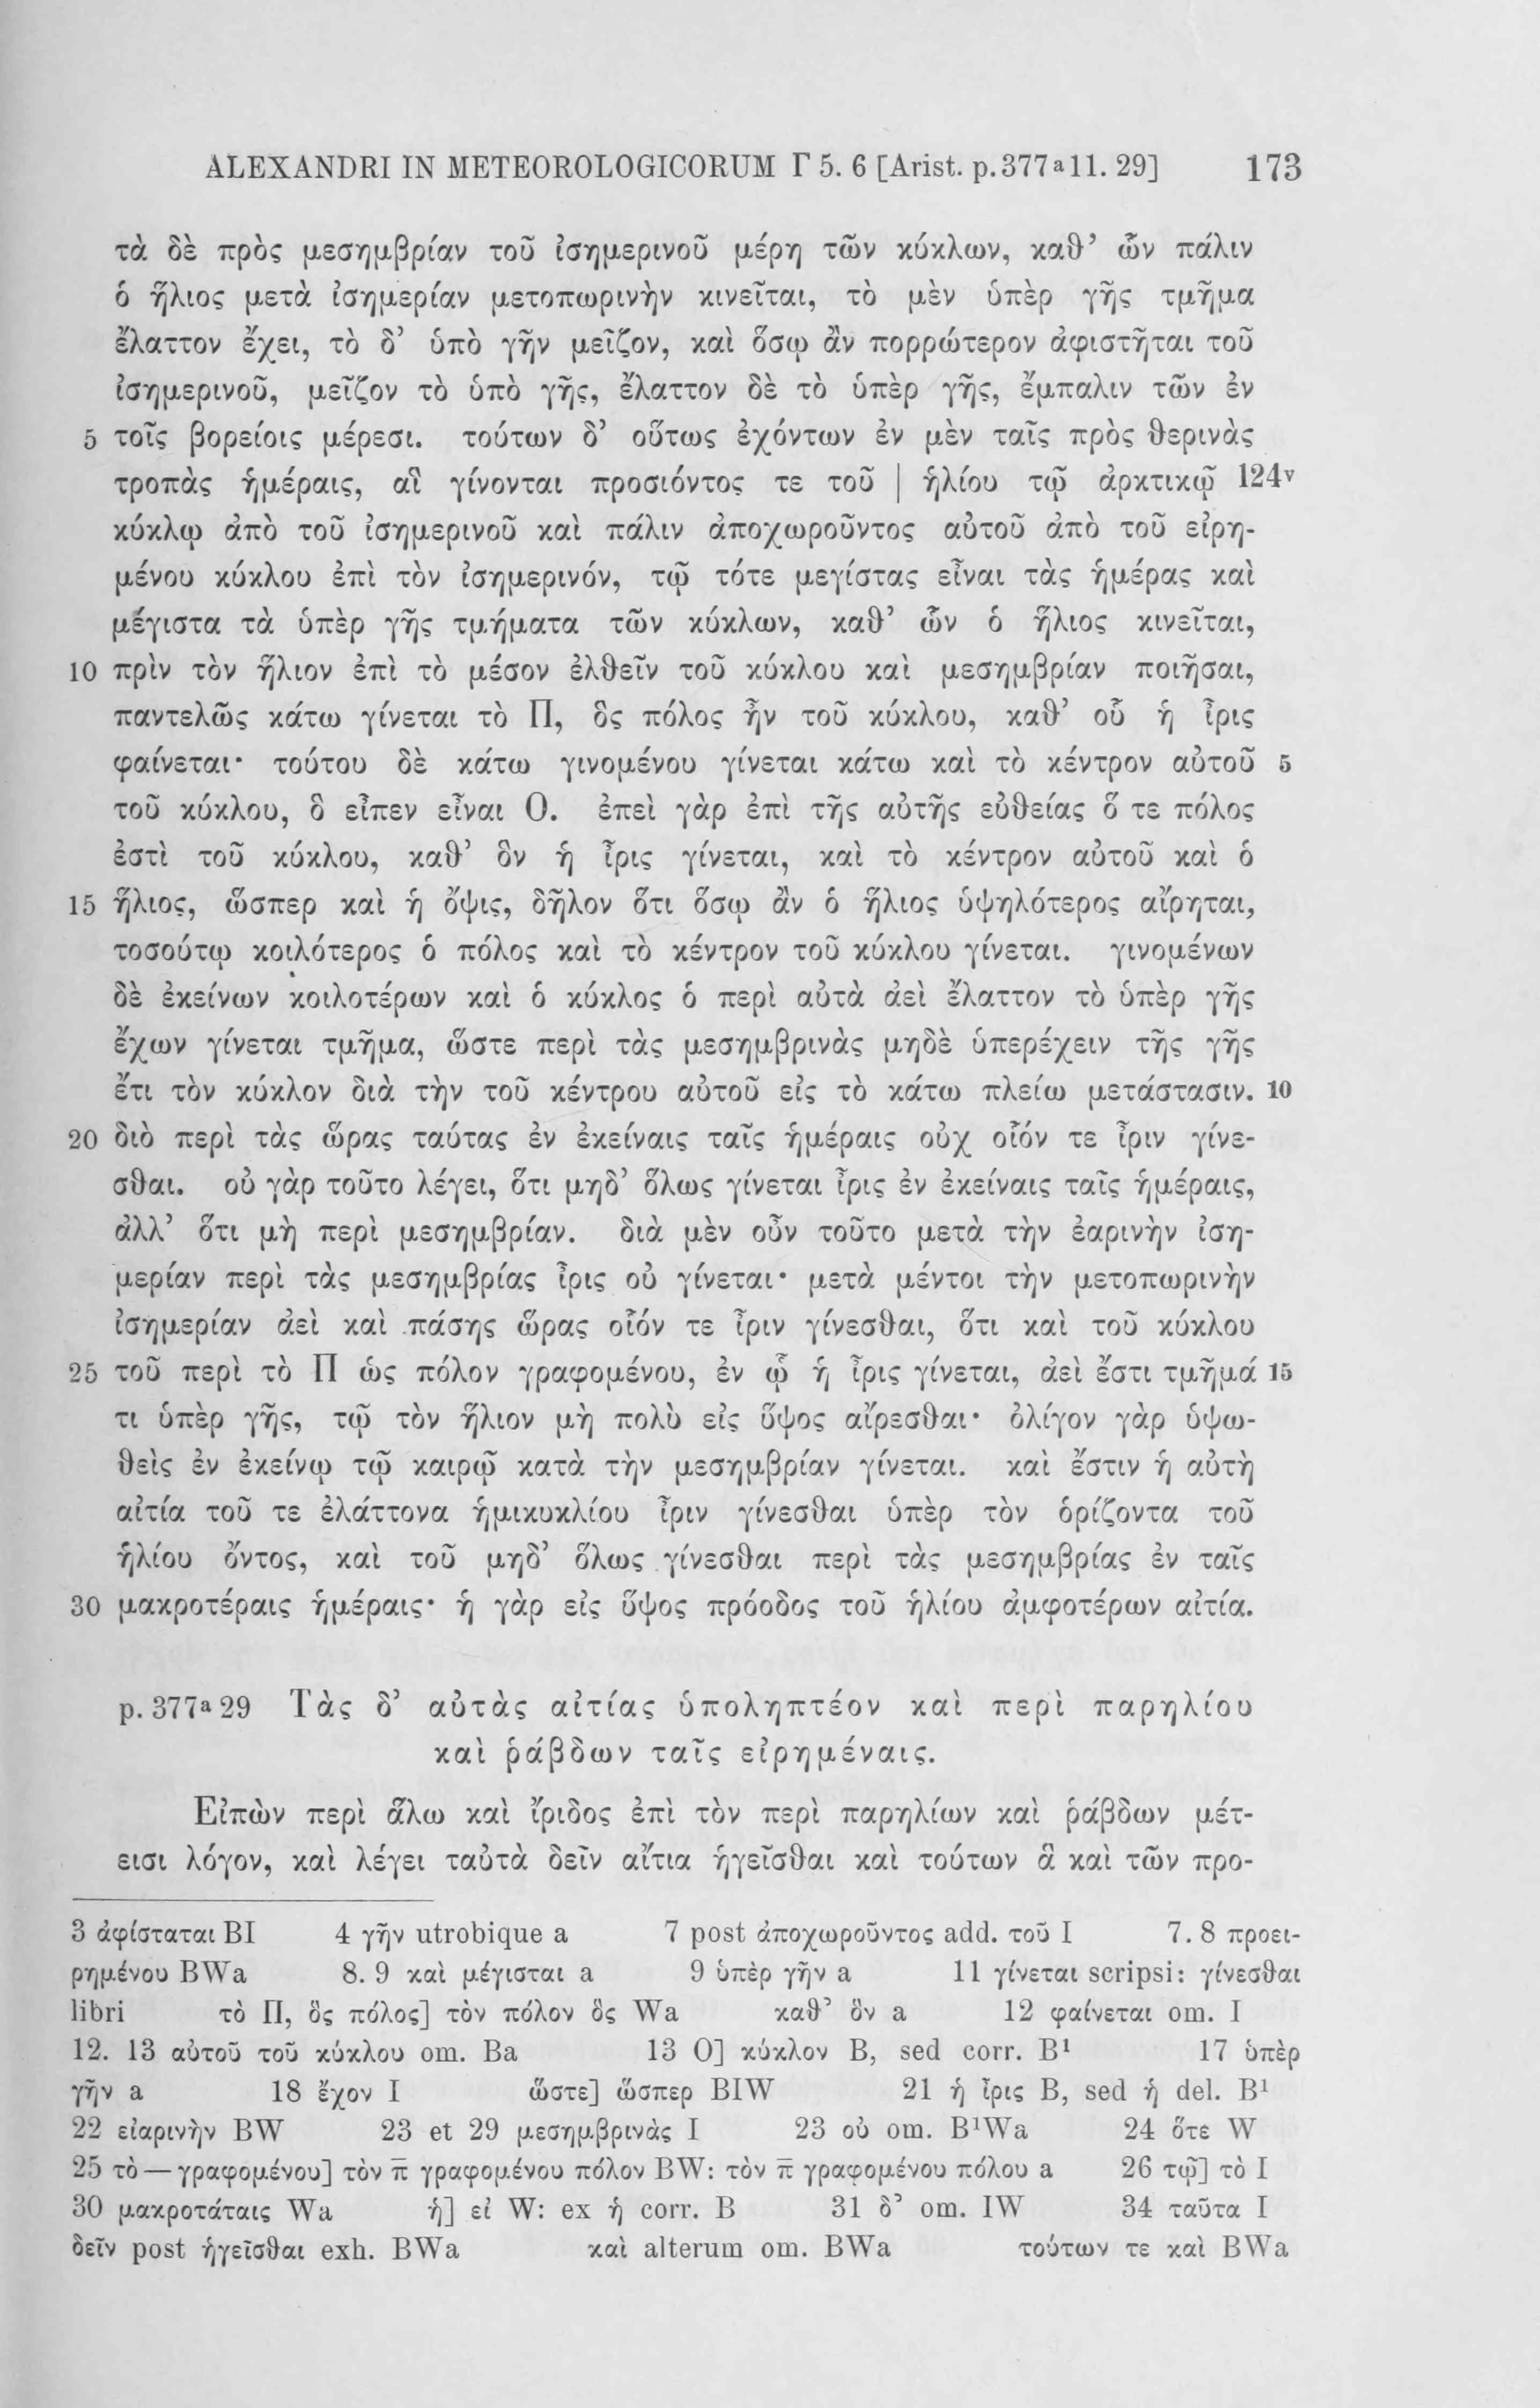 ALEXANDRI IN METEOROLOGICORUM Γ 5. 6 [Arist. p. 377ᵃ11. 29] 173
τὰ δὲ πρὸς μεσημβρίαν τοῦ ἰσημερινοῦ μέρη τῶν κύκλων, καθ’ ὧν πάλιν
ὁ ἥλιος μετὰ ἰσημερίαν μετοπωρινὴν κινεῖται, τὸ μὲν ὑπὲρ γῆς τμῆμα
ἔλαττον ἔχει, τὸ δ’ ὑπὸ γῆν μεῖζον, καὶ ὅσῳ ἂν πορρώτερον ἀφιστῆται τοῦ
ἰσημερινοῦ, μεῖζον τὸ ὑπὸ γῆς, ἔλαττον δὲ τὸ ὑπὲρ γῆς, ἔμπαλιν τῶν ἐν
5 τοῖς βορείοις μέρεσι. τούτων δ’ οὕτως ἐχόντων ἐν μὲν ταῖς πρὸς θερινὰς
τροπὰς ἡμέραις, αἳ γίνονται προσιόντος τε τοῦ | ἡλίου τῷ ἀρκτικῷ 124ᵛ
κύκλῳ ἀπὸ τοῦ ἰσημερινοῦ καὶ πάλιν ἀποχωροῦντος αὐτοῦ ἀπὸ τοῦ εἰρη-
μένου κύκλου ἐπὶ τὸν ἰσημερινόν, τῷ τότε μεγίστας εἶναι τὰς ἡμέρας καὶ
μέγιστα τὰ ὑπὲρ γῆς τμήματα τῶν κύκλων, καθ’ ὧν ὁ ἥλιος κινεῖται,
10 πρὶν τὸν ἥλιον ἐπὶ τὸ μέσον ἐλθεῖν τοῦ κύκλου καὶ μεσημβρίαν ποιῆσαι,
παντελῶς κάτω γίνεται τὸ Π, ὃς πόλος ἦν τοῦ κύκλου, καθ’ οὗ ἡ ἶρις
φαίνεται· τούτου δὲ κάτω γινομένου γίνεται κάτω καὶ τὸ κέντρον αὐτοῦ 5
τοῦ κύκλου, ὃ εἶπεν εἶναι Ο. ἐπεὶ γὰρ ἐπὶ τῆς αὐτῆς εὐθείας ὅ τε πόλος
ἐστὶ τοῦ κύκλου, καθ’ ὃν ἡ ἶρις γίνεται, καὶ τὸ κέντρον αὐτοῦ καὶ ὁ
15 ἥλιος, ὥσπερ καὶ ἡ ὄψις, δῆλον ὅτι ὅσῳ ἂν ὁ ἥλιος ὑψηλότερος αἴρηται,
τοσούτῳ κοιλότερος ὁ πόλος καὶ τὸ κέντρον τοῦ κύκλου γίνεται. γινομένων
δὲ ἐκείνων κοιλοτέρων καὶ ὁ κύκλος ὁ περὶ αὐτὰ ἀεὶ ἔλαττον τὸ ὑπὲρ γῆς
ἔχων γίνεται τμῆμα, ὥστε περὶ τὰς μεσημβρινὰς μηδὲ ὑπερέχειν τῆς γῆς
ἔτι τὸν κύκλον διὰ τὴν τοῦ κέντρου αὐτοῦ εἰς τὸ κάτω πλείω μετάστασιν. 10
20 διὸ περὶ τὰς ὥρας ταύτας ἐν ἐκείναις ταῖς ἡμέραις οὐχ οἷόν τε ἶριν γίνε-
σθαι. οὐ γὰρ τοῦτο λέγει, ὅτι μηδ’ ὅλως γίνεται ἶρις ἐν ἐκείναις ταῖς ἡμέραις,
ἀλλ’ ὅτι μὴ περὶ μεσημβρίαν. διὰ μὲν οὖν τοῦτο μετὰ τὴν ἐαρινὴν ἰση-
μερίαν περὶ τὰς μεσημβρίας ἶρις οὐ γίνεται· μετὰ μέντοι τὴν μετοπωρινὴν
ἰσημερίαν ἀεὶ καὶ πάσης ὥρας οἷόν τε ἶριν γίνεσθαι, ὅτι καὶ τοῦ κύκλου
25 τοῦ περὶ τὸ Π ὡς πόλον γραφομένου, ἐν ᾧ ἡ ἶρις γίνεται, ἀεὶ ἔστι τμῆμά 15
τι ὑπὲρ γῆς, τῷ τὸν ἥλιον μὴ πολὺ εἰς ὕψος αἴρεσθαι· ὀλίγον γὰρ ὑψω-
θεὶς ἐν ἐκείνῳ τῷ καιρῷ κατὰ τὴν μεσημβρίαν γίνεται. καὶ ἔστιν ἡ αὐτὴ
αἰτία τοῦ τε ἐλάττονα ἡμικυκλίου ἶριν γίνεσθαι ὑπὲρ τὸν ὁρίζοντα τοῦ
ἡλίου ὄντος, καὶ τοῦ μηδ’ ὅλως γίνεσθαι περὶ τὰς μεσημβρίας ἐν ταῖς
30 μακροτέραις ἡμέραις· ἡ γὰρ εἰς ὕψος πρόοδος τοῦ ἡλίου ἀμφοτέρων αἰτία.
p. 377ᵃ29 Τὰς δ’ αὐτὰς αἰτίας ὑποληπτέον καὶ περὶ παρηλίου
καὶ ῥάβδων ταῖς εἰρημέναις.
Εἰπὼν περὶ ἅλω καὶ ἴριδος ἐπὶ τὸν περὶ παρηλίων καὶ ῥάβδων μέτ-
εισι λόγον, καὶ λέγει ταὐτὰ δεῖν αἴτια ἡγεῖσθαι καὶ τούτων ἃ καὶ τῶν προ-
3 ἀφίσταται BI 4 γῆν utrobique a 7 post ἀποχωροῦντος add. τοῦ I 7. 8 προει-
ρημένου BWa 8. 9 καὶ μέγισται a 9 ὑπὲρ γῆν a 11 γίνεται scripsi: γίνεσθαι
libri τὸ Π, ὃς πόλος] τὸν πόλον ὃς Wa καθ’ ὃν a 12 φαίνεται om. I
12. 13 αὐτοῦ τοῦ κύκλου om. Ba 13 Ο] κύκλον B, sed corr. B¹ 17 ὑπὲρ
γῆν a 18 ἔχον I ὥστε] ὥσπερ BIW 21 ἡ ἶρις B, sed ἡ del. B¹
22 εἰαρινὴν BW 23 et 29 μεσημβρινὰς I 23 οὐ om. B¹Wa 24 ὅτε W
25 τὸ — γραφομένου] τὸν π̅ γραφομένου πόλον BW: τὸν π̅ γραφομένου πόλου a 26 τῷ] τὸ I
30 μακροτάταις Wa ἡ] εἰ W: ex ἡ corr. B 31 δ’ om. IW 34 ταῦτα I
δεῖν post ἡγεῖσθαι exh. BWa καὶ alterum om. BWa τούτων τε καὶ BWa